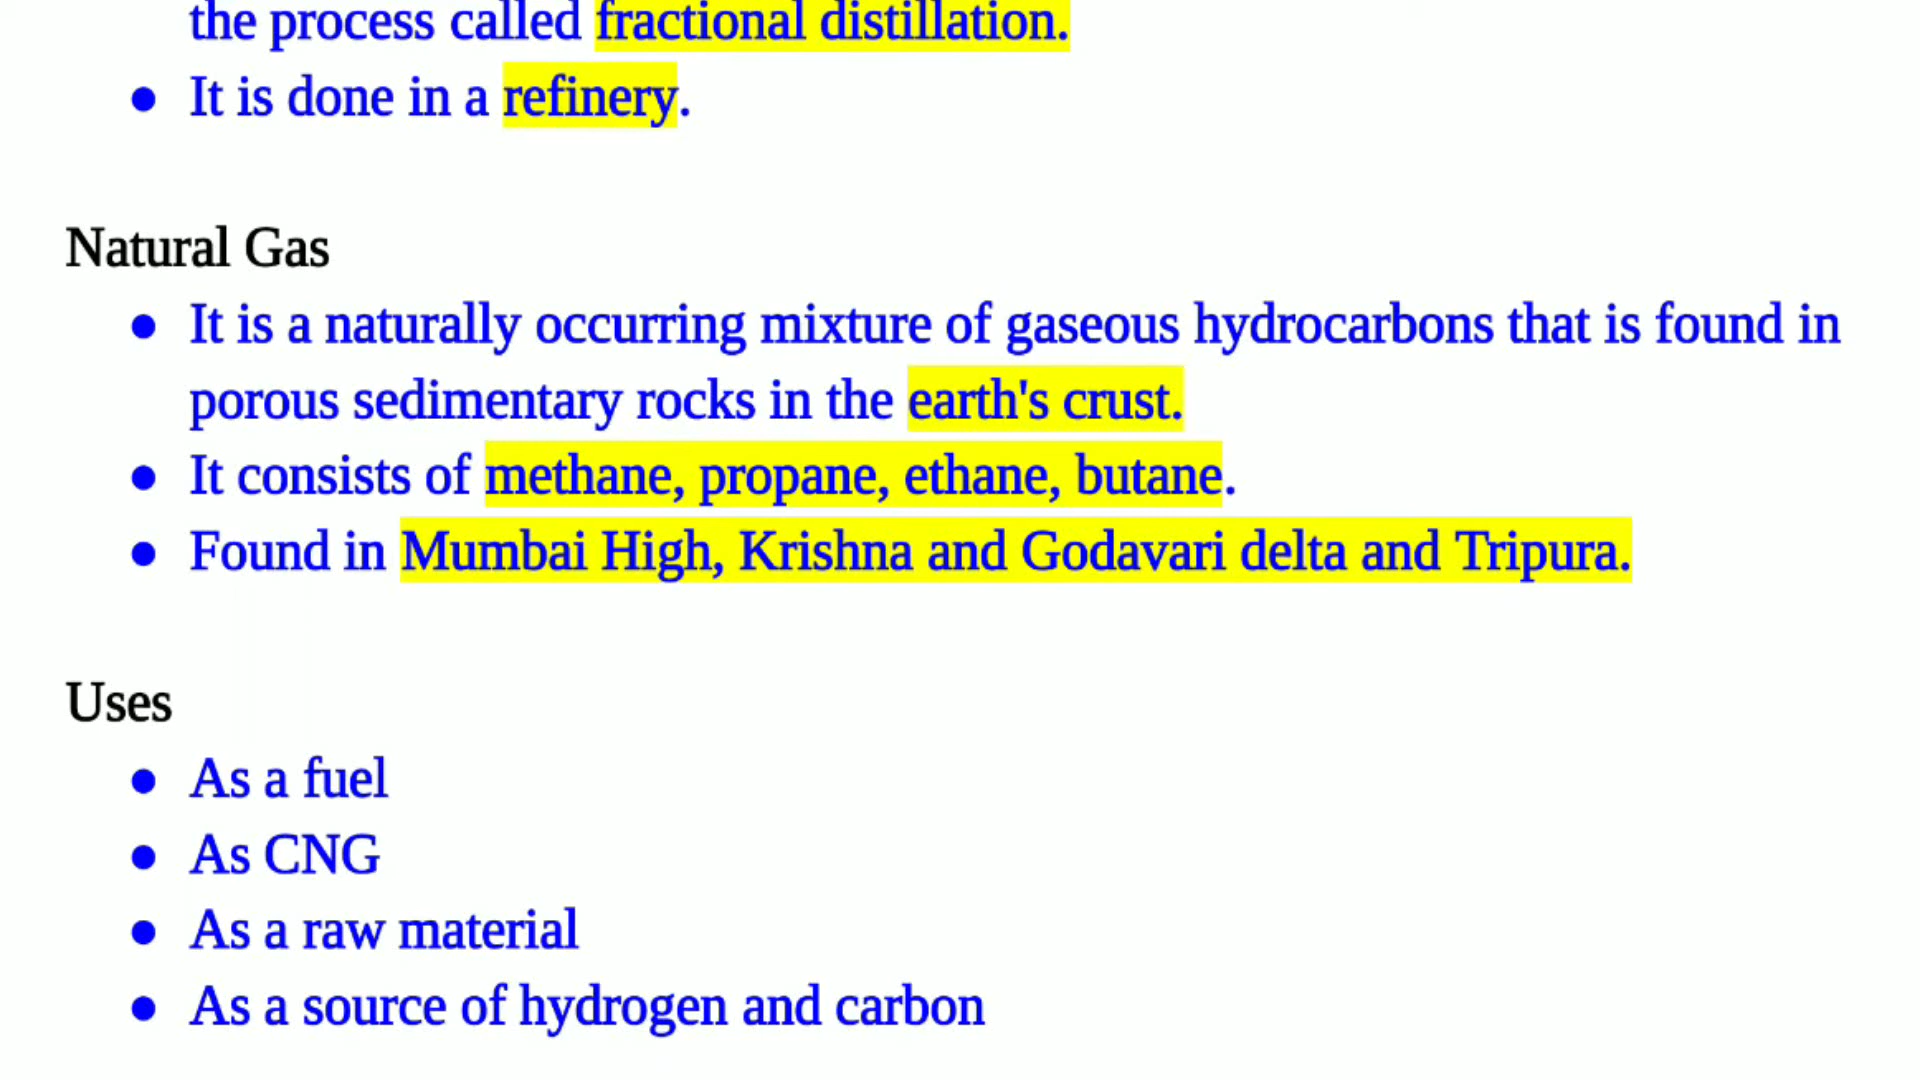 the process called fractional distillation.
● It is done in a refinery.
Natural Gas
● It is a naturally occurring mixture of gaseous hydrocarbons that is found in
porous sedimentary rocks in the earth's crust.
● It consists of methane, propane, ethane, butane.
● Found in Mumbai High, Krishna and Godavari delta and Tripura.
Uses
● As a fuel
● As CNG
● As a raw material
● As a source of hydrogen and carbon